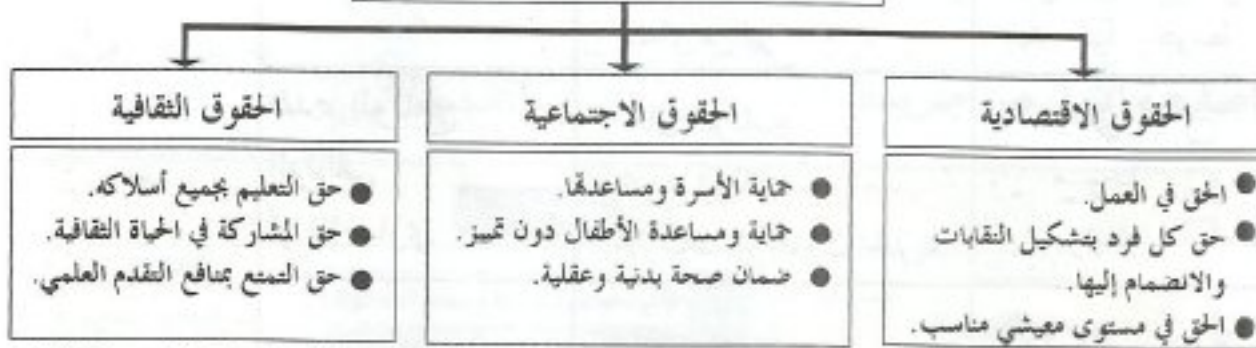 الحقوق الاقتصادية
● الحق في العمل.
● حق كل فرد بتشكيل النقابات
والانضمام إليها.
● الحق في مستوى معيشي مناسب.
الحقوق الاجتماعية
● حماية الأسرة ومساعدتها.
● حماية ومساعدة الأطفال دون تمييز.
● ضمان صحة بدنية وعقلية.
الحقوق الثقافية
● حق التعليم بجميع أسلاكه.
● حق المشاركة في الحياة الثقافية.
● حق التمتع بمنافع التقدم العلمي.